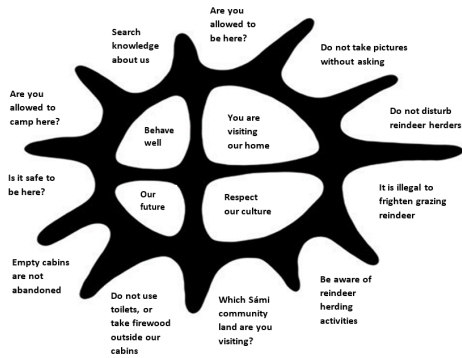 Are you
allowed to
be here?
Search
knowledge
about us
Do not take pictures
without asking
Are you
allowed to
camp here?
Do not disturb
reindeer herders
Behave
well
You are
visiting
our home
Is it safe to
be here?
Our
future
Respect
our culture
It is illegal to
frighten grazing
reindeer
Empty cabins
are not
abandoned
Be aware of
reindeer
herding
activities
Do not use
toilets, or
take firewood
outside our
cabins
Which Sámi
community
land are you
visiting?